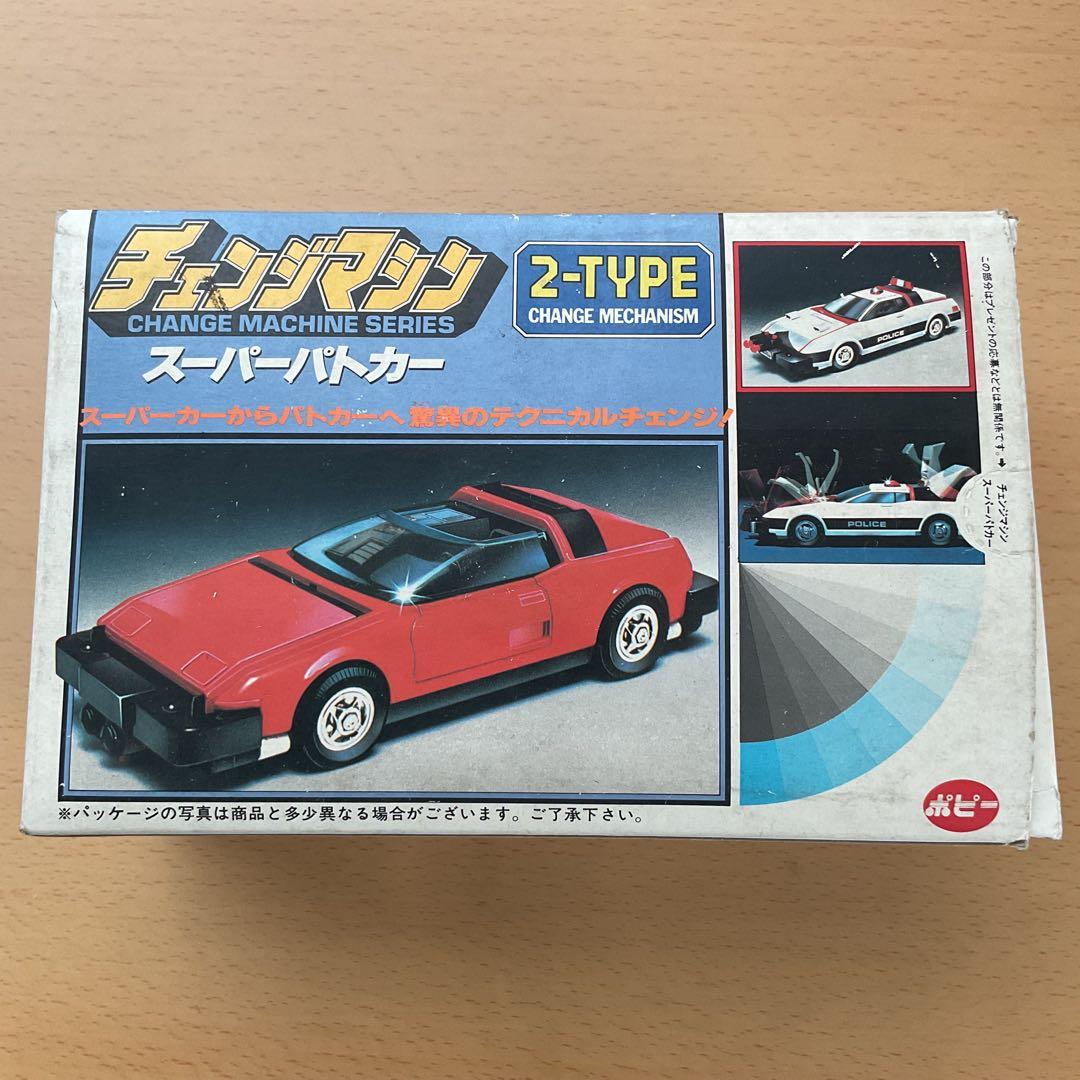 チェンジマシン
CHANGE MACHINE SERIES
スーパーパトカー
2-TYPE
CHANGE MECHANISM
スーパーカーからパトカーへ驚異のテクニカルチェンジ!
POLICE
POLICE
この部分はプレゼントの応募などとは無関係です。➡
チェンジマシン
スーパーパトカー
※パッケージの写真は商品と多少異なる場合がございます。ご了承下さい。
ポピー